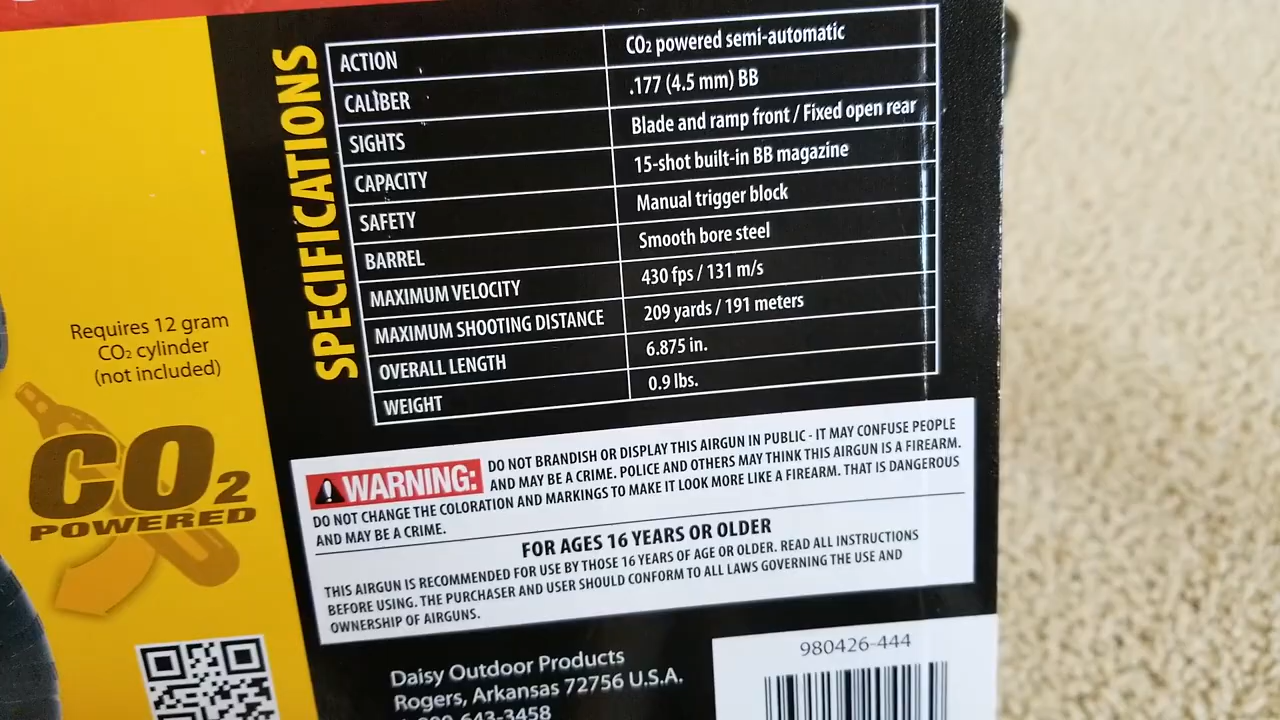 SPECIFICATIONS
ACTION CO2 powered semi-automatic
CALIBER .177 (4.5 mm) BB
SIGHTS Blade and ramp front / Fixed open rear
CAPACITY 15-shot built-in BB magazine
SAFETY Manual trigger block
BARREL Smooth bore steel
MAXIMUM VELOCITY 430 fps / 131 m/s
MAXIMUM SHOOTING DISTANCE 209 yards / 191 meters
OVERALL LENGTH 6.875 in.
WEIGHT 0.9 lbs.
Requires 12 gram
CO2 cylinder
(not included)
CO2
POWERED
WARNING: DO NOT BRANDISH OR DISPLAY THIS AIRGUN IN PUBLIC - IT MAY CONFUSE PEOPLE
AND MAY BE A CRIME. POLICE AND OTHERS MAY THINK THIS AIRGUN IS A FIREARM.
DO NOT CHANGE THE COLORATION AND MARKINGS TO MAKE IT LOOK MORE LIKE A FIREARM. THAT IS DANGEROUS
AND MAY BE A CRIME.
FOR AGES 16 YEARS OR OLDER
THIS AIRGUN IS RECOMMENDED FOR USE BY THOSE 16 YEARS OF AGE OR OLDER. READ ALL INSTRUCTIONS
BEFORE USING. THE PURCHASER AND USER SHOULD CONFORM TO ALL LAWS GOVERNING THE USE AND
OWNERSHIP OF AIRGUNS.
Daisy Outdoor Products
Rogers, Arkansas 72756 U.S.A.
643-3458
980426-444